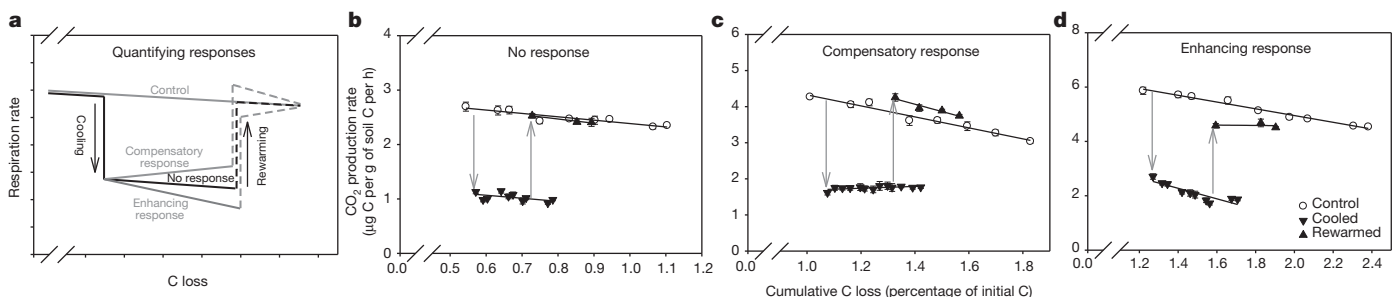 a
Quantifying responses
Control
Cooling
Compensatory
response
No response
Enhancing
response
Rewarming
Respiration rate
C loss
b
No response
CO2 production rate
(μg C per g of soil C per h)
4
3
2
1
0
0.0 0.5 0.6 0.7 0.8 0.9 1.0 1.1 1.2
c
Compensatory response
6
5
4
3
2
1
0
0.0 1.0 1.2 1.4 1.6 1.8
Cumulative C loss (percentage of initial C)
d
Enhancing response
8
6
4
2
0
0.0 1.2 1.4 1.6 1.8 2.0 2.2 2.4
Control
Cooled
Rewarmed